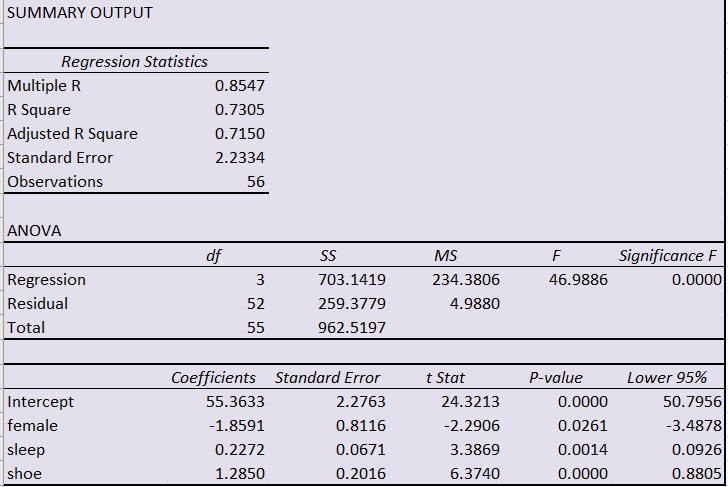 SUMMARY OUTPUT
Regression Statistics
Multiple R 0.8547
R Square 0.7305
Adjusted R Square 0.7150
Standard Error 2.2334
Observations 56
ANOVA
df SS MS F Significance F
Regression 3 703.1419 234.3806 46.9886 0.0000
Residual 52 259.3779 4.9880
Total 55 962.5197
Coefficients Standard Error t Stat P-value Lower 95%
Intercept 55.3633 2.2763 24.3213 0.0000 50.7956
female -1.8591 0.8116 -2.2906 0.0261 -3.4878
sleep 0.2272 0.0671 3.3869 0.0014 0.0926
shoe 1.2850 0.2016 6.3740 0.0000 0.8805